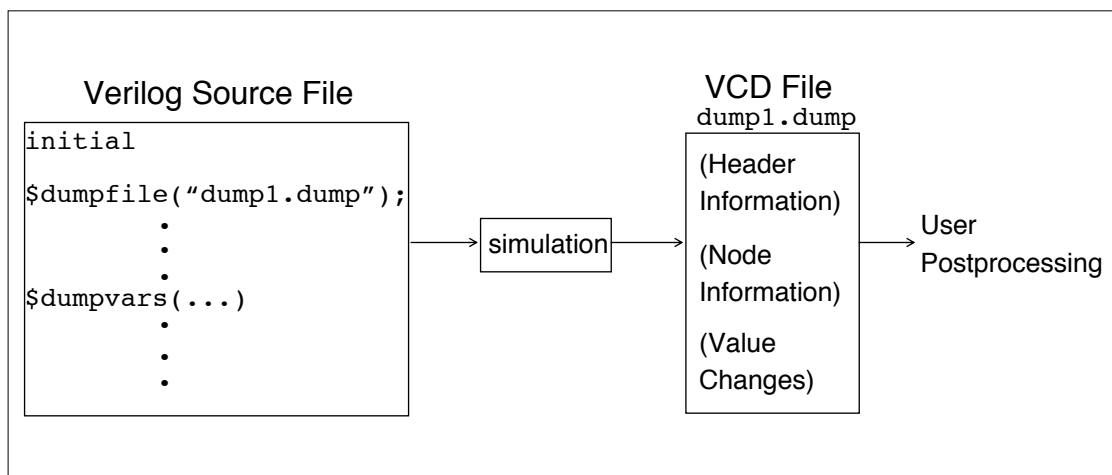 Verilog Source File
initial
$dumpfile(“dump1.dump”);
$dumpvars(...)
simulation
VCD File
dump1.dump
(Header
Information)
(Node
Information)
(Value
Changes)
User
Postprocessing